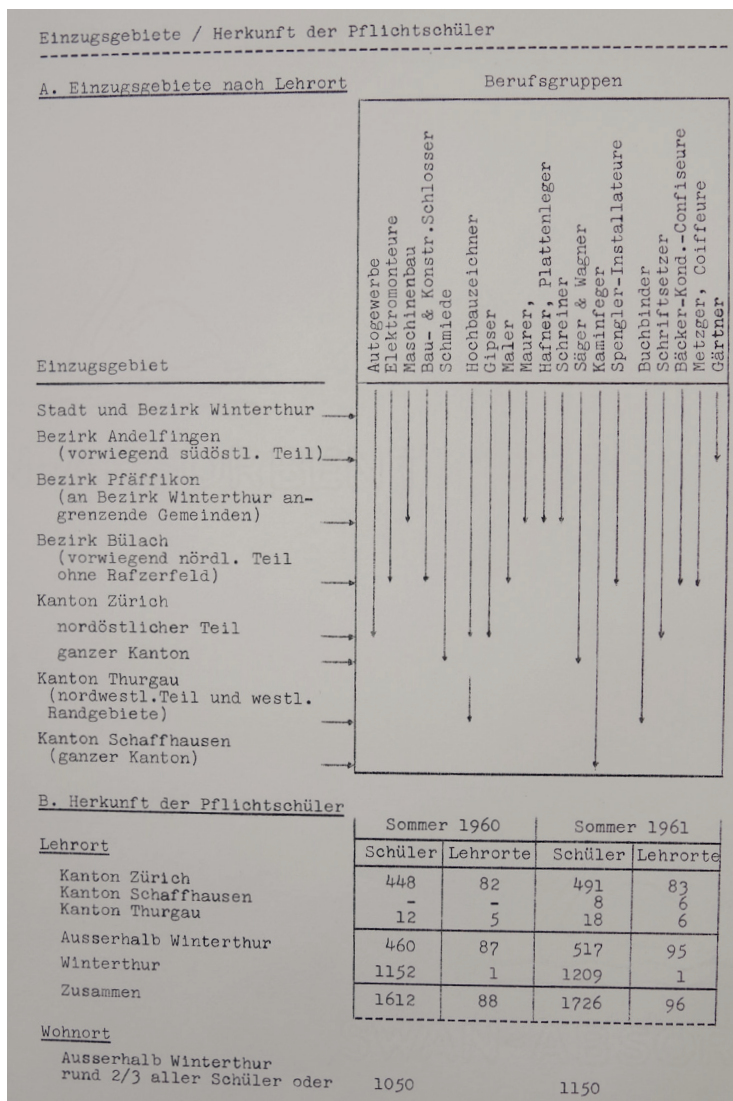 Einzugsgebiete / Herkunft der Pflichtschüler
A. Einzugsgebiete nach Lehrort
Berufsgruppen
Autogewerbe
Elektromonteure
Maschinenbau
Bau- & Konstr.Schlosser
Schmiede
Hochbauzeichner
Gipser
Maler
Maurer,
Hafner, Plattenleger
Schreiner
Säger & Wagner
Kaminfeger
Spengler-Installateure
Buchbinder
Schriftsetzer
Bäcker-Kond.-Confiseure
Metzger, Coiffeure
Gärtner
Einzugsgebiet
Stadt und Bezirk Winterthur
Bezirk Andelfingen
(vorwiegend südöstl. Teil)
Bezirk Pfäffikon
(an Bezirk Winterthur an-
grenzende Gemeinden)
Bezirk Bülach
(vorwiegend nördl. Teil
ohne Rafzerfeld)
Kanton Zürich
nordöstlicher Teil
ganzer Kanton
Kanton Thurgau
(nordwestl.Teil und westl.
Randgebiete)
Kanton Schaffhausen
(ganzer Kanton)
B. Herkunft der Pflichtschüler
Sommer 1960 Sommer 1961
Lehrort Schüler Lehrorte Schüler Lehrorte
Kanton Zürich 448 82 491 83
Kanton Schaffhausen - - 8 6
Kanton Thurgau 12 5 18 6
Ausserhalb Winterthur 460 87 517 95
Winterthur 1152 1 1209 1
Zusammen 1612 88 1726 96
Wohnort
Ausserhalb Winterthur
rund 2/3 aller Schüler oder 1050 1150